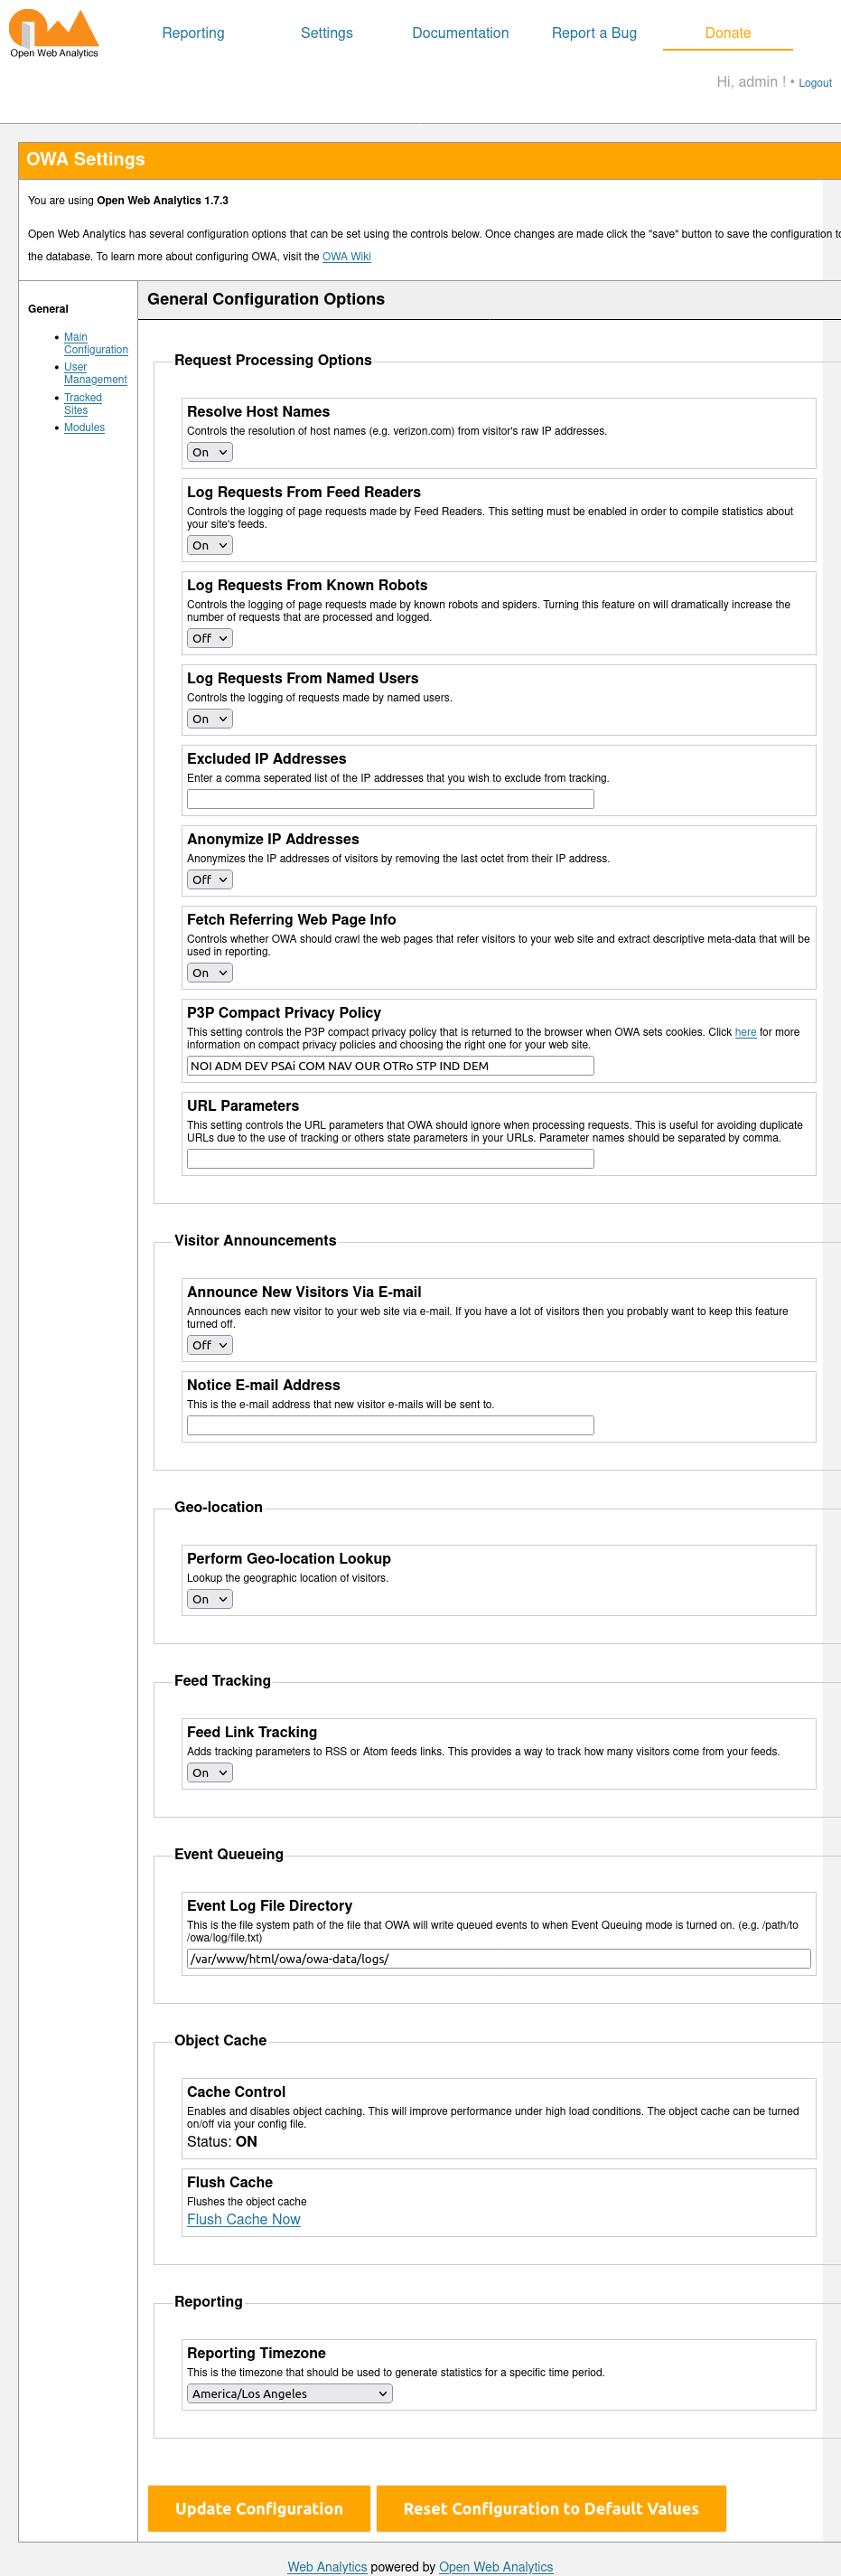 Open Web Analytics
Reporting
Settings
Documentation
Report a Bug
Donate
Hi, admin ! • Logout
OWA Settings
You are using Open Web Analytics 1.7.3
Open Web Analytics has several configuration options that can be set using the controls below. Once changes are made click the "save" button to save the configuration to
the database. To learn more about configuring OWA, visit the OWA Wiki
General
• Main
Configuration
• User
Management
• Tracked
Sites
• Modules
General Configuration Options
Request Processing Options
Resolve Host Names
Controls the resolution of host names (e.g. verizon.com) from visitor's raw IP addresses.
On
Log Requests From Feed Readers
Controls the logging of page requests made by Feed Readers. This setting must be enabled in order to compile statistics about
your site's feeds.
On
Log Requests From Known Robots
Controls the logging of page requests made by known robots and spiders. Turning this feature on will dramatically increase the
number of requests that are processed and logged.
Off
Log Requests From Named Users
Controls the logging of requests made by named users.
On
Excluded IP Addresses
Enter a comma seperated list of the IP addresses that you wish to exclude from tracking.
Anonymize IP Addresses
Anonymizes the IP addresses of visitors by removing the last octet from their IP address.
Off
Fetch Referring Web Page Info
Controls whether OWA should crawl the web pages that refer visitors to your web site and extract descriptive meta-data that will be
used in reporting.
On
P3P Compact Privacy Policy
This setting controls the P3P compact privacy policy that is returned to the browser when OWA sets cookies. Click here for more
information on compact privacy policies and choosing the right one for your web site.
NOI ADM DEV PSAi COM NAV OUR OTRo STP IND DEM
URL Parameters
This setting controls the URL parameters that OWA should ignore when processing requests. This is useful for avoiding duplicate
URLs due to the use of tracking or others state parameters in your URLs. Parameter names should be separated by comma.
Visitor Announcements
Announce New Visitors Via E-mail
Announces each new visitor to your web site via e-mail. If you have a lot of visitors then you probably want to keep this feature
turned off.
Off
Notice E-mail Address
This is the e-mail address that new visitor e-mails will be sent to.
Geo-location
Perform Geo-location Lookup
Lookup the geographic location of visitors.
On
Feed Tracking
Feed Link Tracking
Adds tracking parameters to RSS or Atom feeds links. This provides a way to track how many visitors come from your feeds.
On
Event Queueing
Event Log File Directory
This is the file system path of the file that OWA will write queued events to when Event Queuing mode is turned on. (e.g. /path/to
/owa/log/file.txt)
/var/www/html/owa/owa-data/logs/
Object Cache
Cache Control
Enables and disables object caching. This will improve performance under high load conditions. The object cache can be turned
on/off via your config file.
Status: ON
Flush Cache
Flushes the object cache
Flush Cache Now
Reporting
Reporting Timezone
This is the timezone that should be used to generate statistics for a specific time period.
America/Los Angeles
Update Configuration
Reset Configuration to Default Values
Web Analytics powered by Open Web Analytics